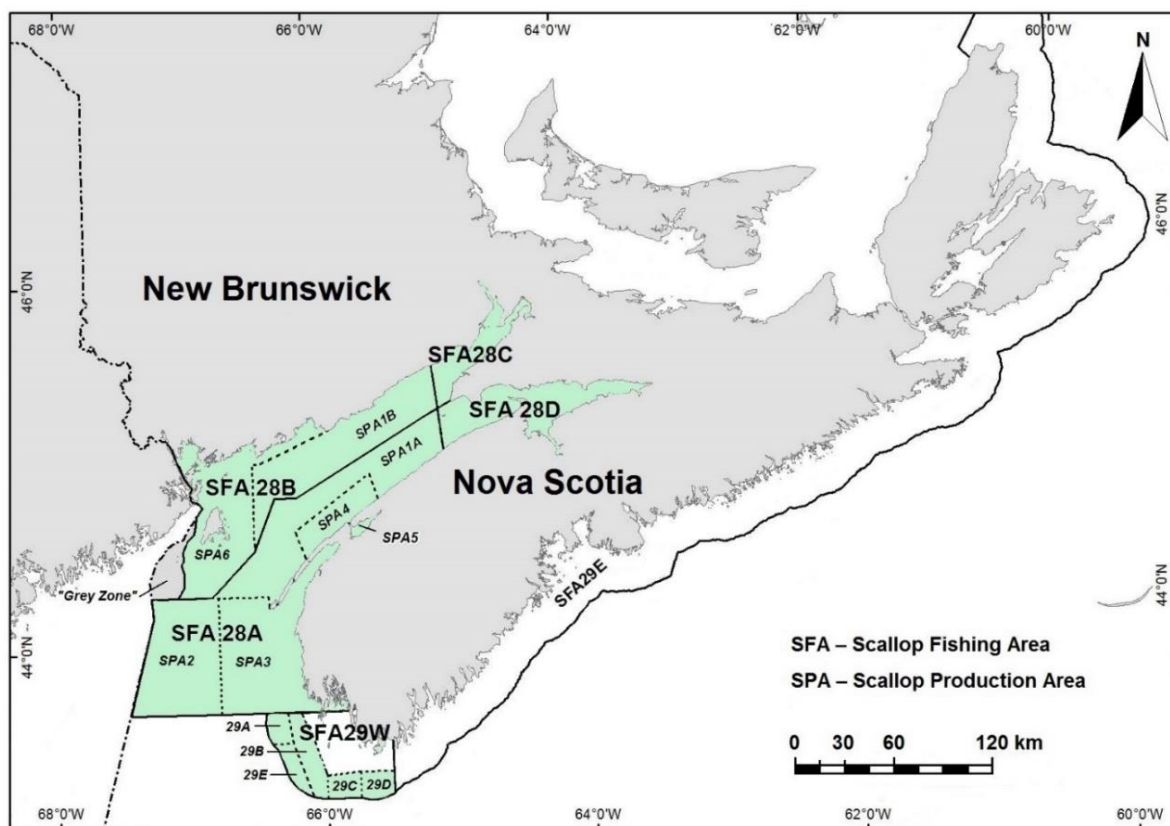 68°0'W 66°0'W 64°0'W 62°0'W 60°0'W
N
46°0'N
New Brunswick
46°0'N
SFA28C
SPA1B
SFA 28D
SPA1A
Nova Scotia
SFA 28B
SPA4
SPA5
SPA6
"Grey Zone"
SFA29E
44°0'N
SFA 28A
44°0'N
SPA2
SPA3
SFA – Scallop Fishing Area
SPA – Scallop Production Area
29A
SFA29W
29B
0 30 60 120 km
29E
29C
29D
68°0'W 66°0'W 64°0'W 62°0'W 60°0'W